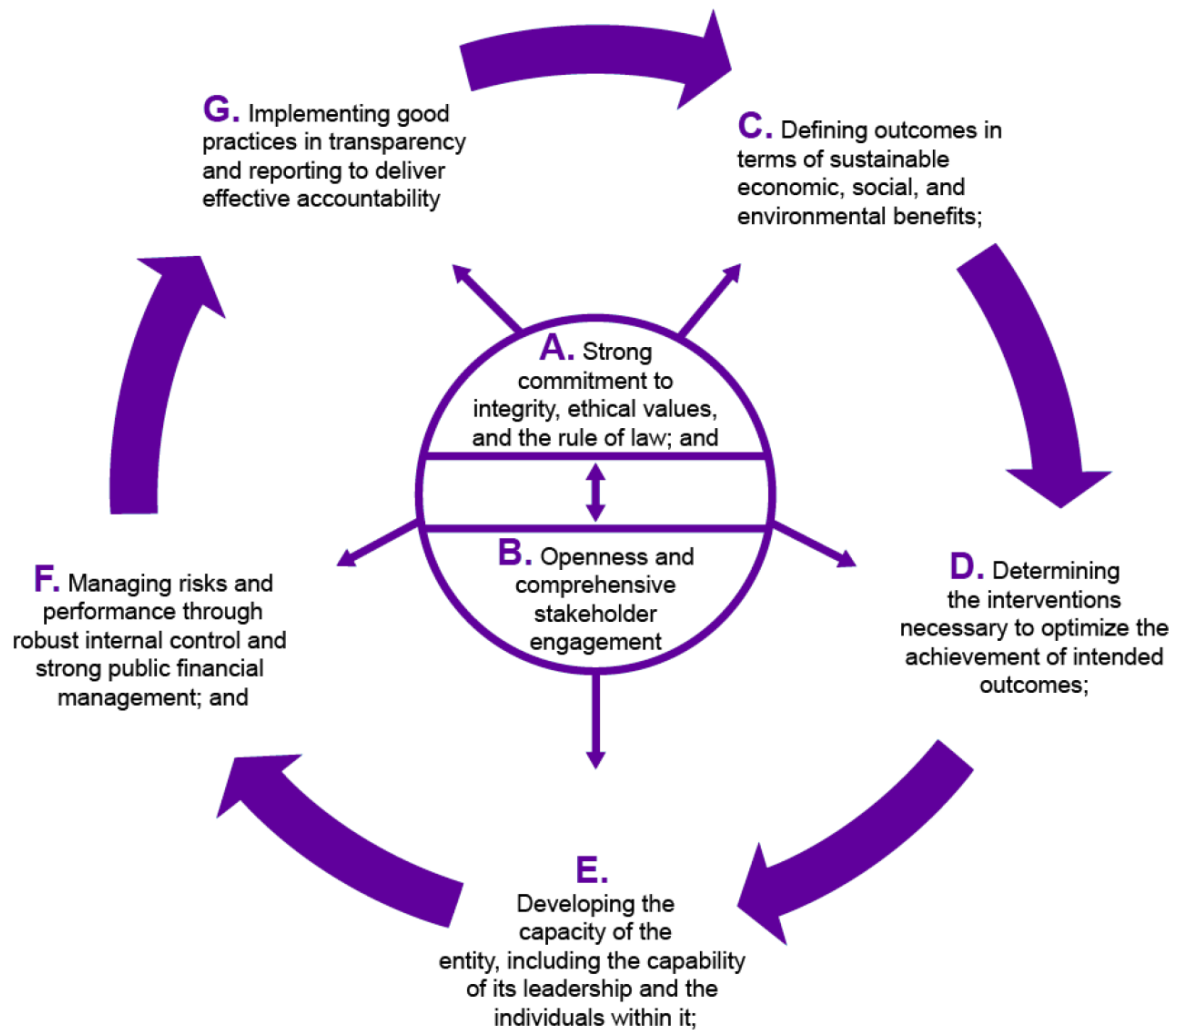 G. Implementing good
practices in transparency
and reporting to deliver
effective accountability
C. Defining outcomes in
terms of sustainable
economic, social, and
environmental benefits;
A. Strong
commitment to
integrity, ethical values,
and the rule of law; and
B. Openness and
comprehensive
stakeholder
engagement
D. Determining
the interventions
necessary to optimize the
achievement of intended
outcomes;
E.
Developing the
capacity of the
entity, including the capability
of its leadership and the
individuals within it;
F. Managing risks and
performance through
robust internal control and
strong public financial
management; and